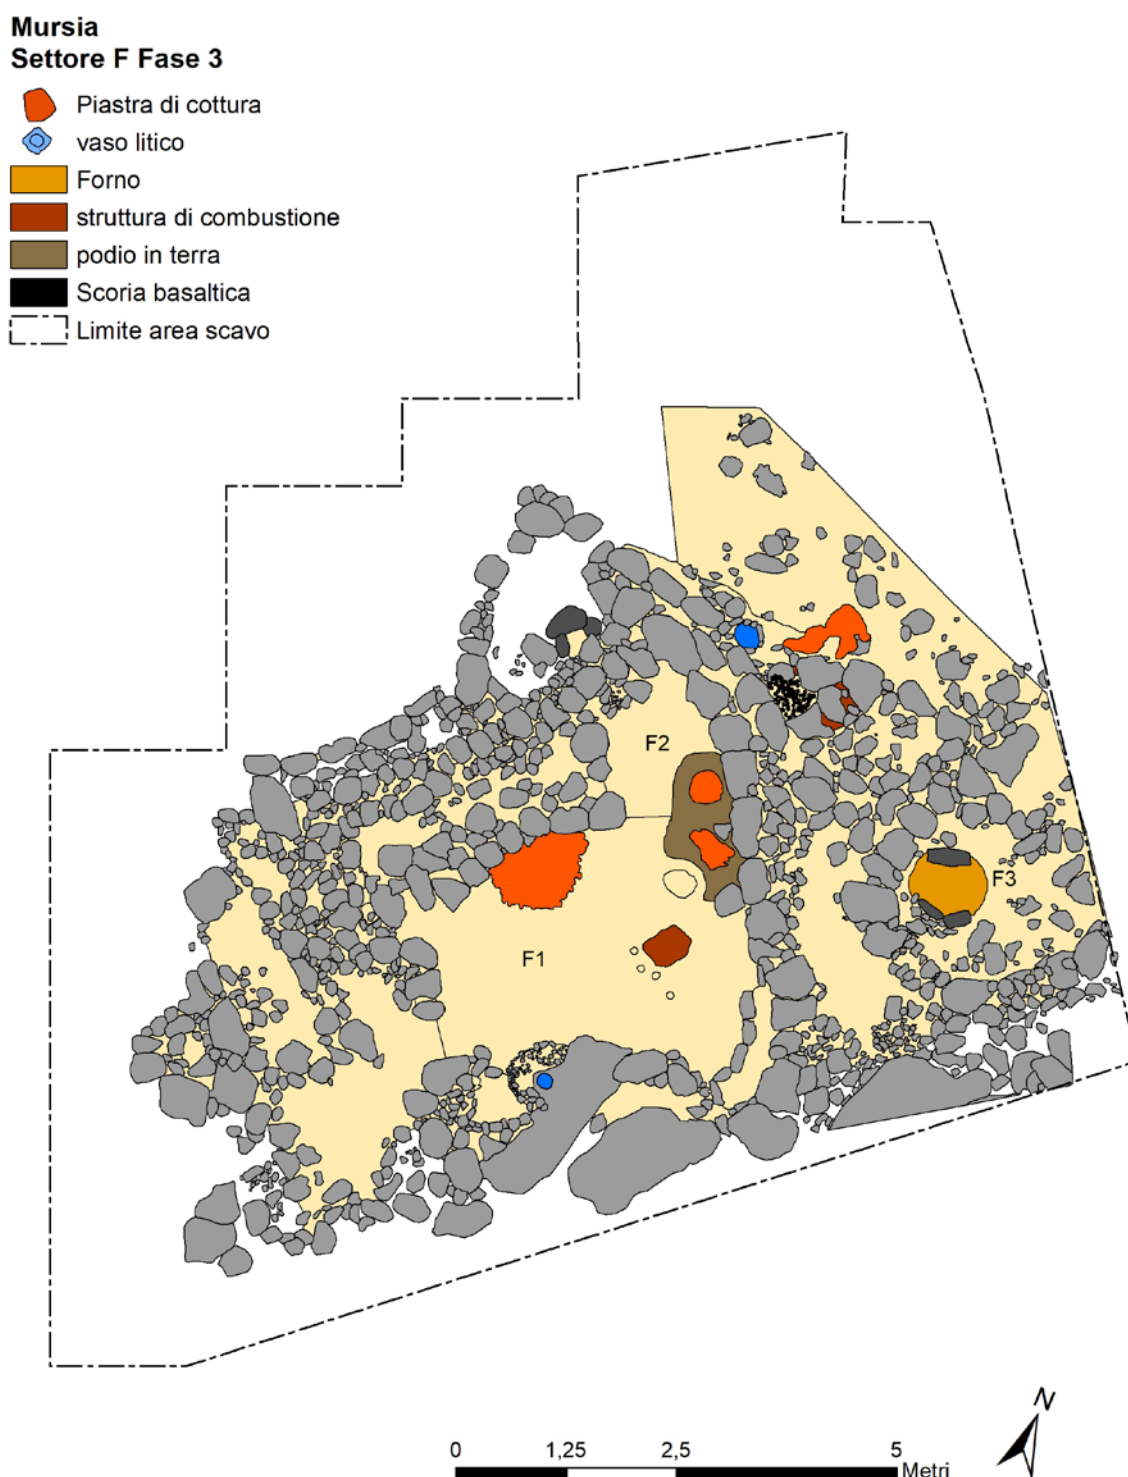 Mursia
Settore F Fase 3
Piastra di cottura
vaso litico
Forno
struttura di combustione
podio in terra
Scoria basaltica
Limite area scavo
F2
F3
F1
N
0 1,25 2,5 5
Metri